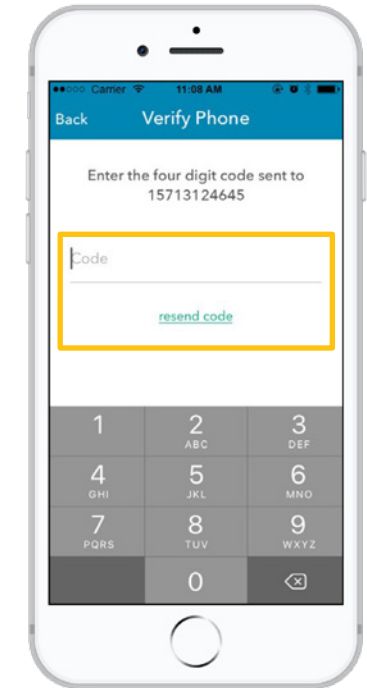 Carrier 11:08 AM
Back Verify Phone
Enter the four digit code sent to
15713124645
Code
resend code
1 2 3
ABC DEF
4 5 6
GHI JKL MNO
7 8 9
PQRS TUV WXYZ
0